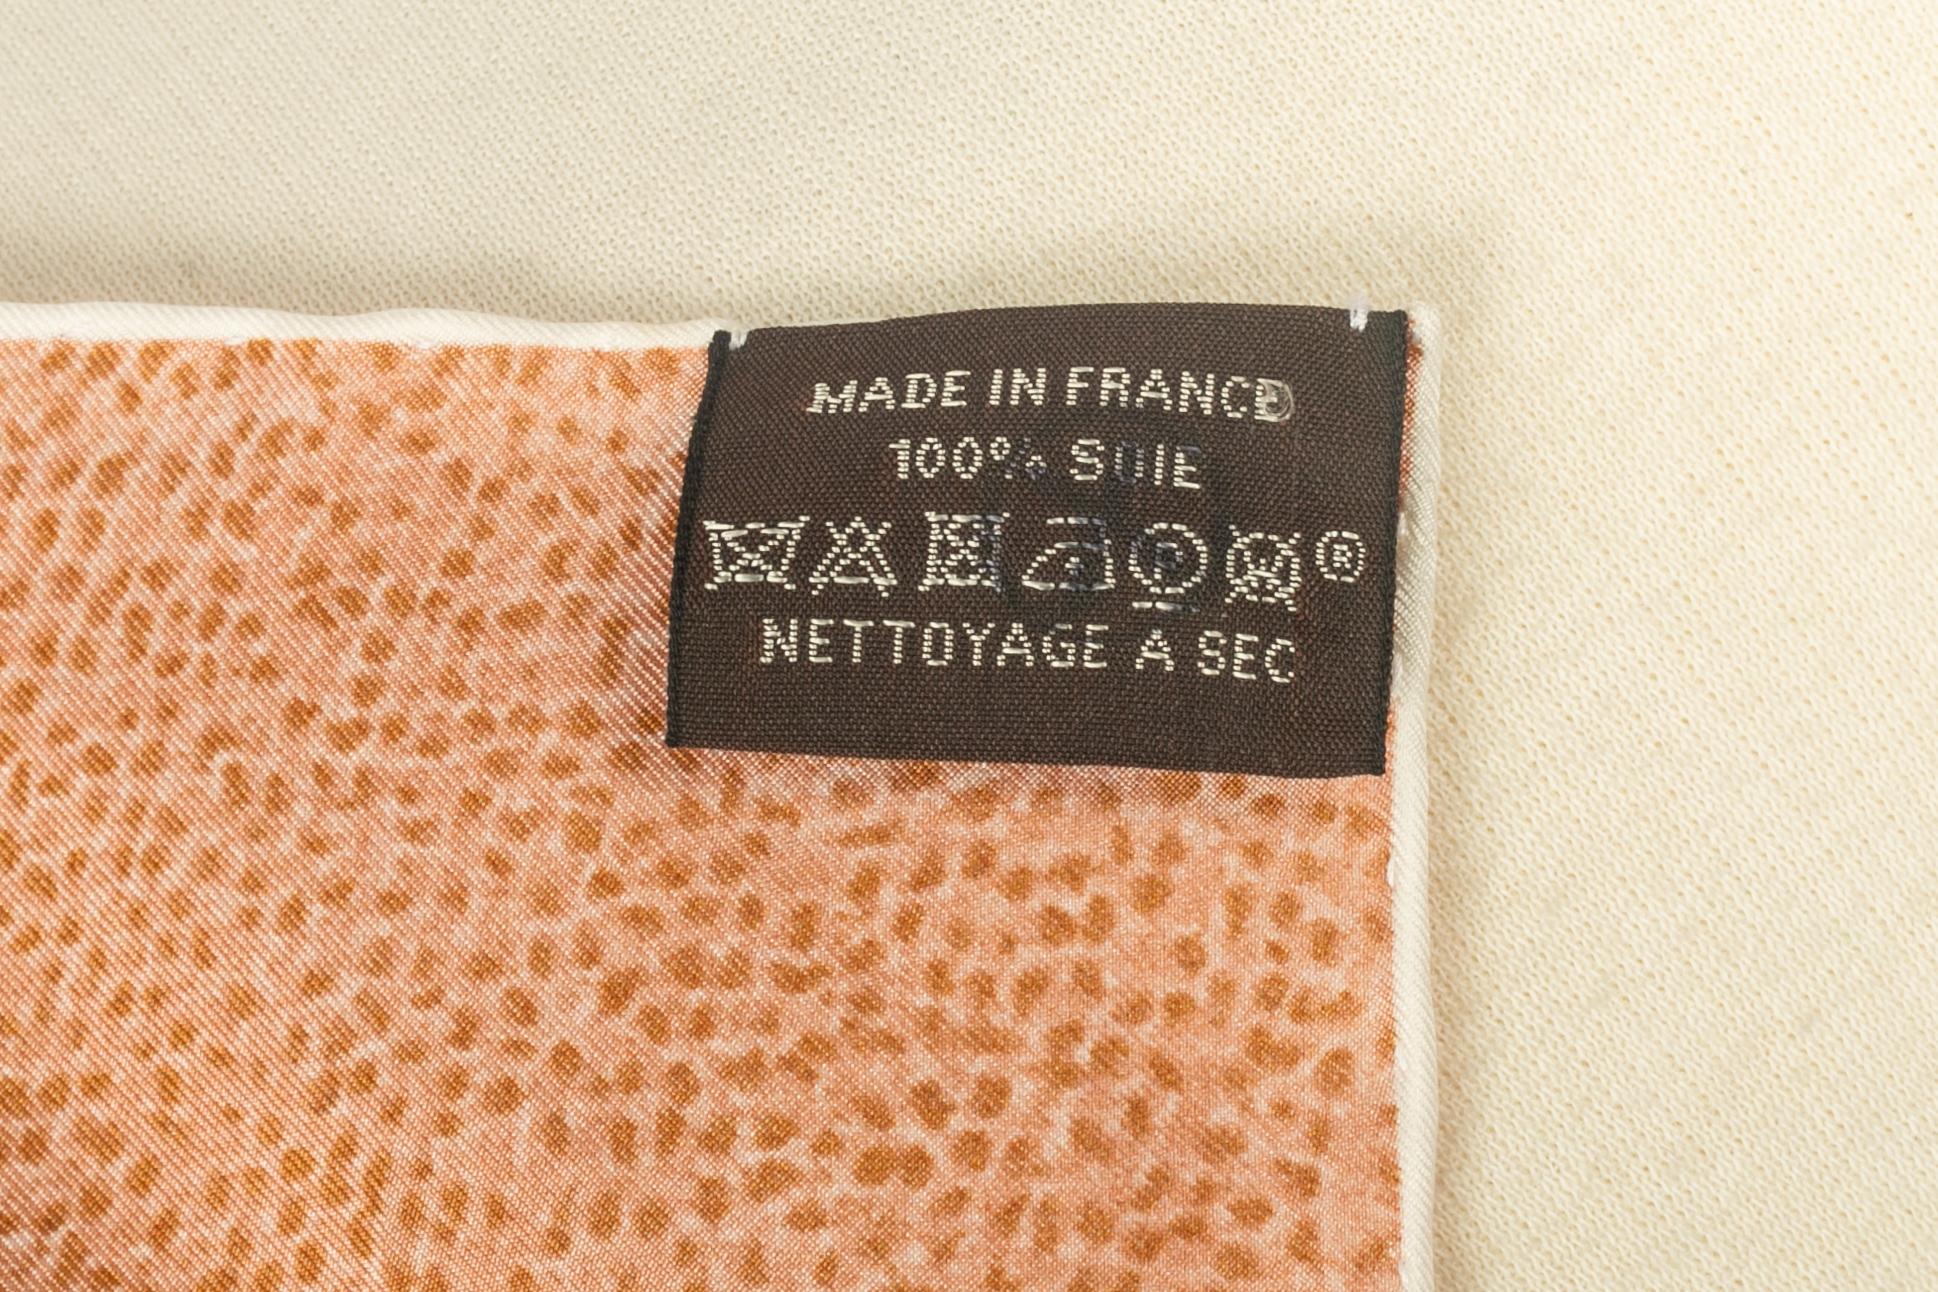 MADE IN FRANCE
100% SOIE
®
NETTOYAGE A SEC